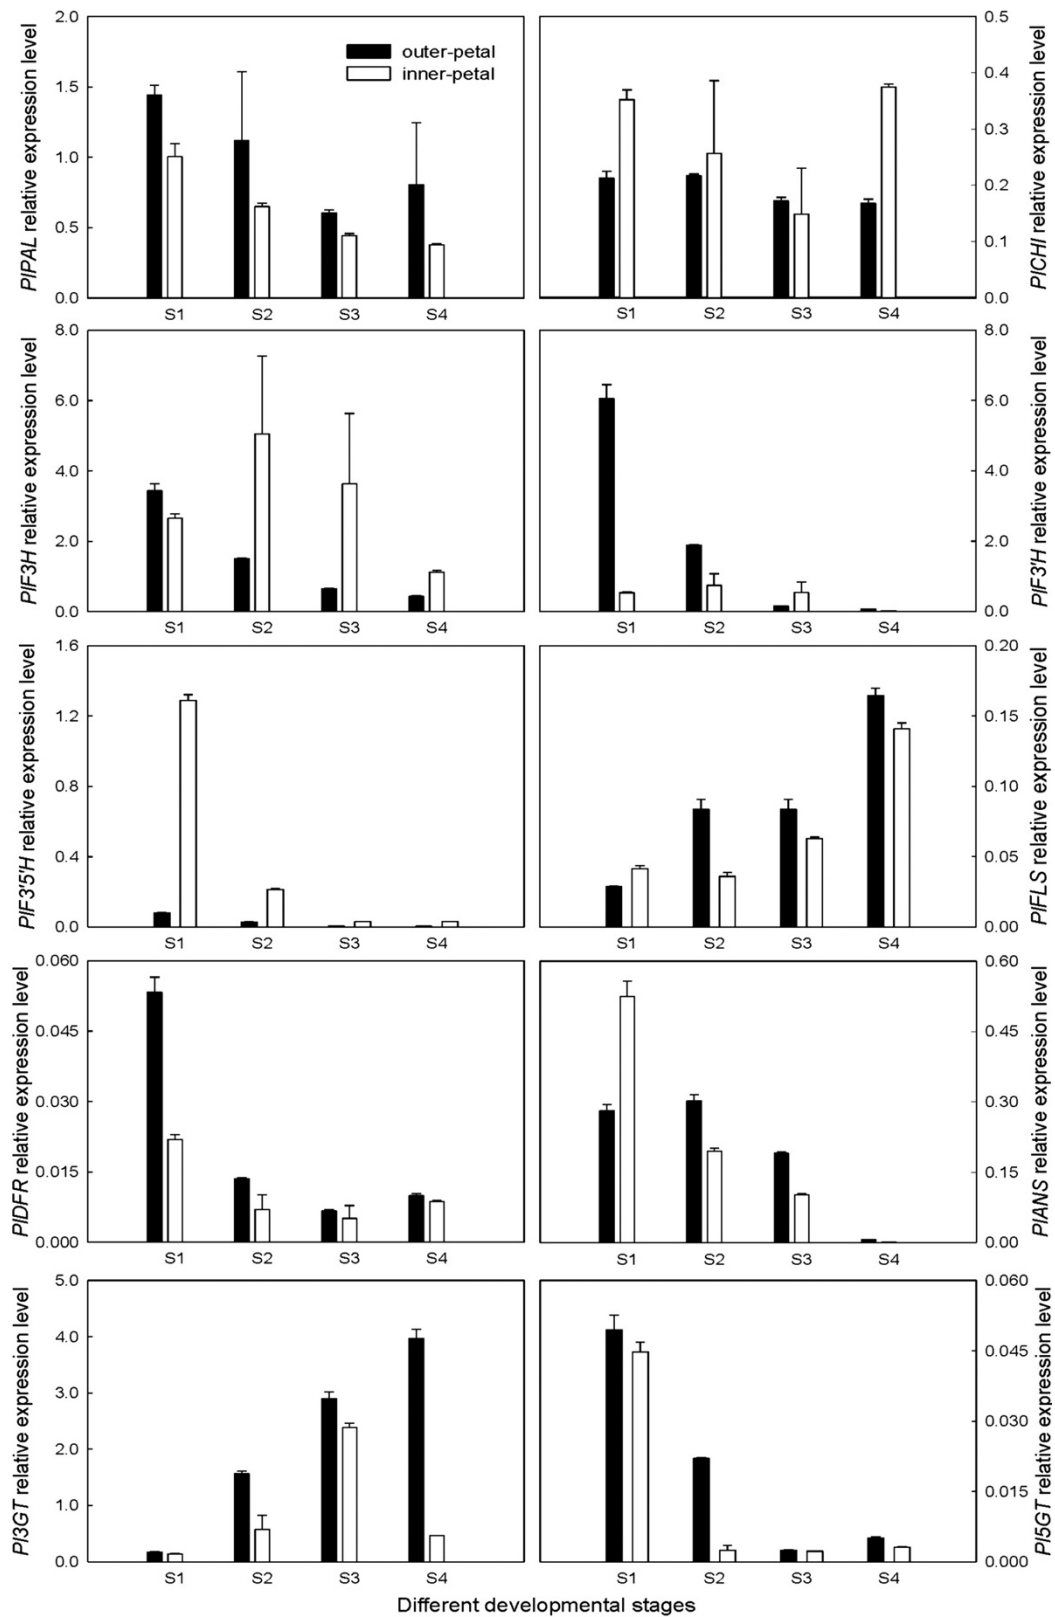 PlPAL relative expression level
2.0
1.5
1.0
0.5
0.0
outer-petal
inner-petal
S1 S2 S3 S4
0.5
0.4
0.3
0.2
0.1
0.0
PlCHI relative expression level
S1 S2 S3 S4
PlF3H relative expression level
8.0
6.0
4.0
2.0
0.0
S1 S2 S3 S4
8.0
6.0
4.0
2.0
0.0
PlF3'H relative expression level
S1 S2 S3 S4
PlF3'5'H relative expression level
1.6
1.2
0.8
0.4
0.0
S1 S2 S3 S4
0.20
0.15
0.10
0.05
0.00
PlFLS relative expression level
S1 S2 S3 S4
PlDFR relative expression level
0.060
0.045
0.030
0.015
0.000
S1 S2 S3 S4
0.60
0.45
0.30
0.15
0.00
PlANS relative expression level
S1 S2 S3 S4
Pl3GT relative expression level
5.0
4.0
3.0
2.0
1.0
0.0
S1 S2 S3 S4
0.060
0.045
0.030
0.015
0.000
Pl5GT relative expression level
S1 S2 S3 S4
Different developmental stages